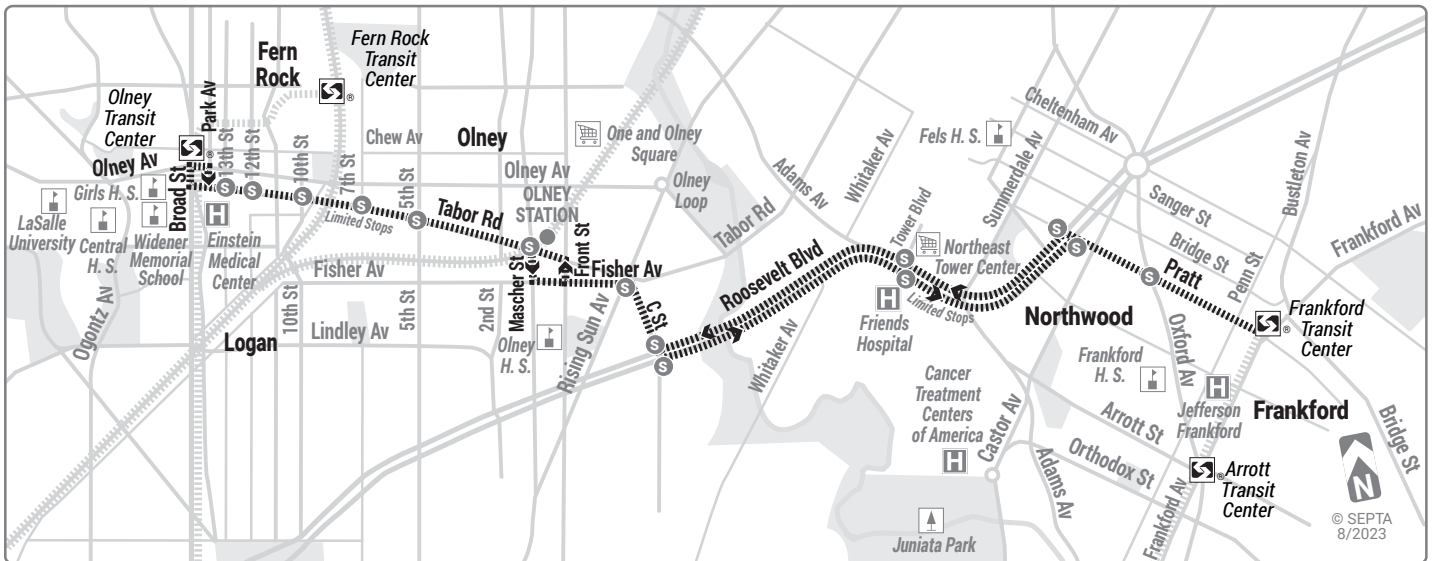 Fern Rock
Transit
Center
Fern
Rock
Olney
Transit
Center
Park Av
13th St
12th St
10th St
7th St
5th St
Chew Av
Olney
One and Olney
Square
Olney Av
Olney Av
OLNEY
STATION
Olney
Loop
Girls H. S.
Broad St
LaSalle
University
Central
H. S.
Widener
Memorial
School
Einstein
Medical
Center
Limited Stops
Tabor Rd
Tabor Rd
Front St
Fisher Av
Fisher Av
Mascher St
C St
Ogontz Av
Logan
10th St
Lindley Av
5th St
2nd St
Olney
H. S.
Rising Sun Av
Roosevelt Blvd
Whitaker Av
Whitaker Av
Adams Av
Tower Blvd
Northeast
Tower Center
Limited Stops
Friends
Hospital
Fels H. S.
Summerdale Av
Cheltenham Av
Sanger St
Bridge St
Bustleton Av
Frankford Av
Penn St
Pratt
Northwood
Oxford Av
Frankford
Transit
Center
Frankford
H. S.
Jefferson
Frankford
Frankford
Cancer
Treatment
Centers
of America
Castor Av
Arrott St
Orthodox St
Adams Av
Frankford Av
Arrott
Transit
Center
Bridge St
Juniata Park
N
© SEPTA
8/2023